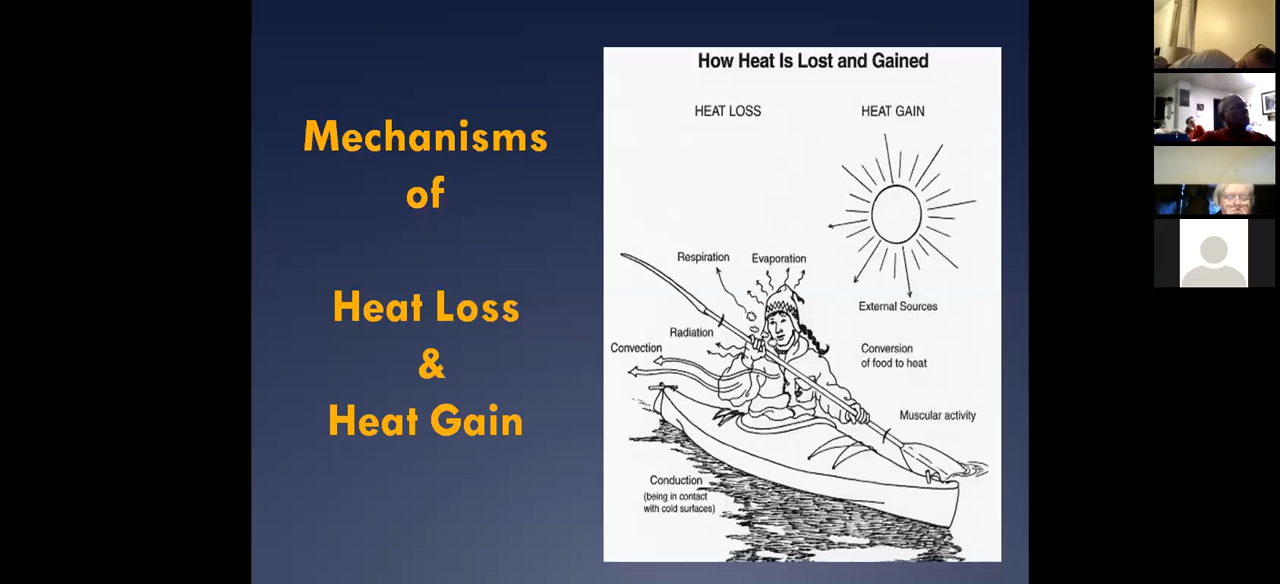 Mechanisms
of
Heat Loss
&
Heat Gain
How Heat Is Lost and Gained
HEAT LOSS
HEAT GAIN
Respiration
Evaporation
External Sources
Radiation
Convection
Conversion
of food to heat
Muscular activity
Conduction
(being in contact
with cold surfaces)